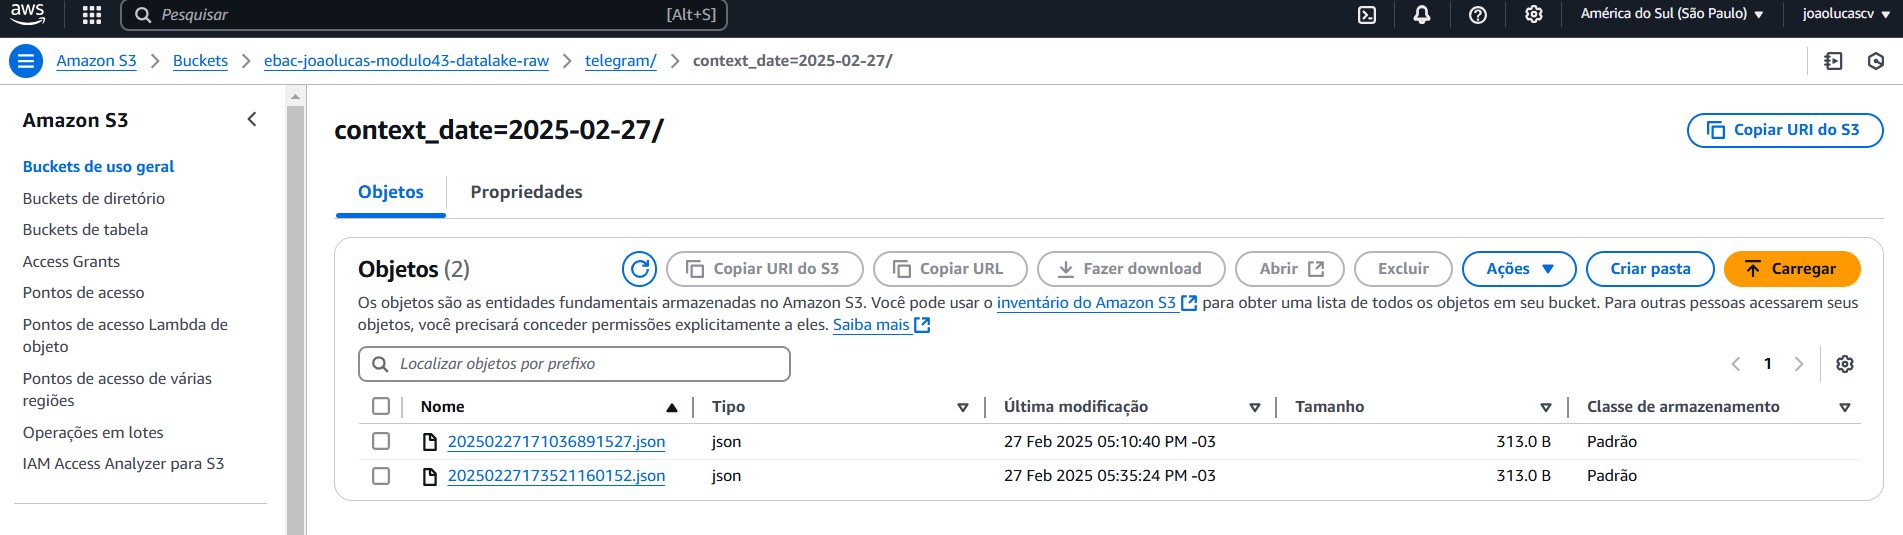 aws
Pesquisar [Alt+S] América do Sul (São Paulo) joaolucascv
Amazon S3 Buckets ebac-joaolucas-modulo43-datalake-raw telegram/ context_date=2025-02-27/
Amazon S3
Buckets de uso geral
Buckets de diretório
Buckets de tabela
Access Grants
Pontos de acesso
Pontos de acesso Lambda de
objeto
Pontos de acesso de várias
regiões
Operações em lotes
IAM Access Analyzer para S3
context_date=2025-02-27/
Copiar URI do S3
Objetos Propriedades
Objetos (2) Copiar URI do S3 Copiar URL Fazer download Abrir Excluir Ações Criar pasta Carregar
Os objetos são as entidades fundamentais armazenadas no Amazon S3. Você pode usar o inventário do Amazon S3 para obter uma lista de todos os objetos em seu bucket. Para outras pessoas acessarem seus
objetos, você precisará conceder permissões explicitamente a eles. Saiba mais
Localizar objetos por prefixo 1
Nome Tipo Última modificação Tamanho Classe de armazenamento
20250227171036891527.json json 27 Feb 2025 05:10:40 PM -03 313.0 B Padrão
20250227173521160152.json json 27 Feb 2025 05:35:24 PM -03 313.0 B Padrão